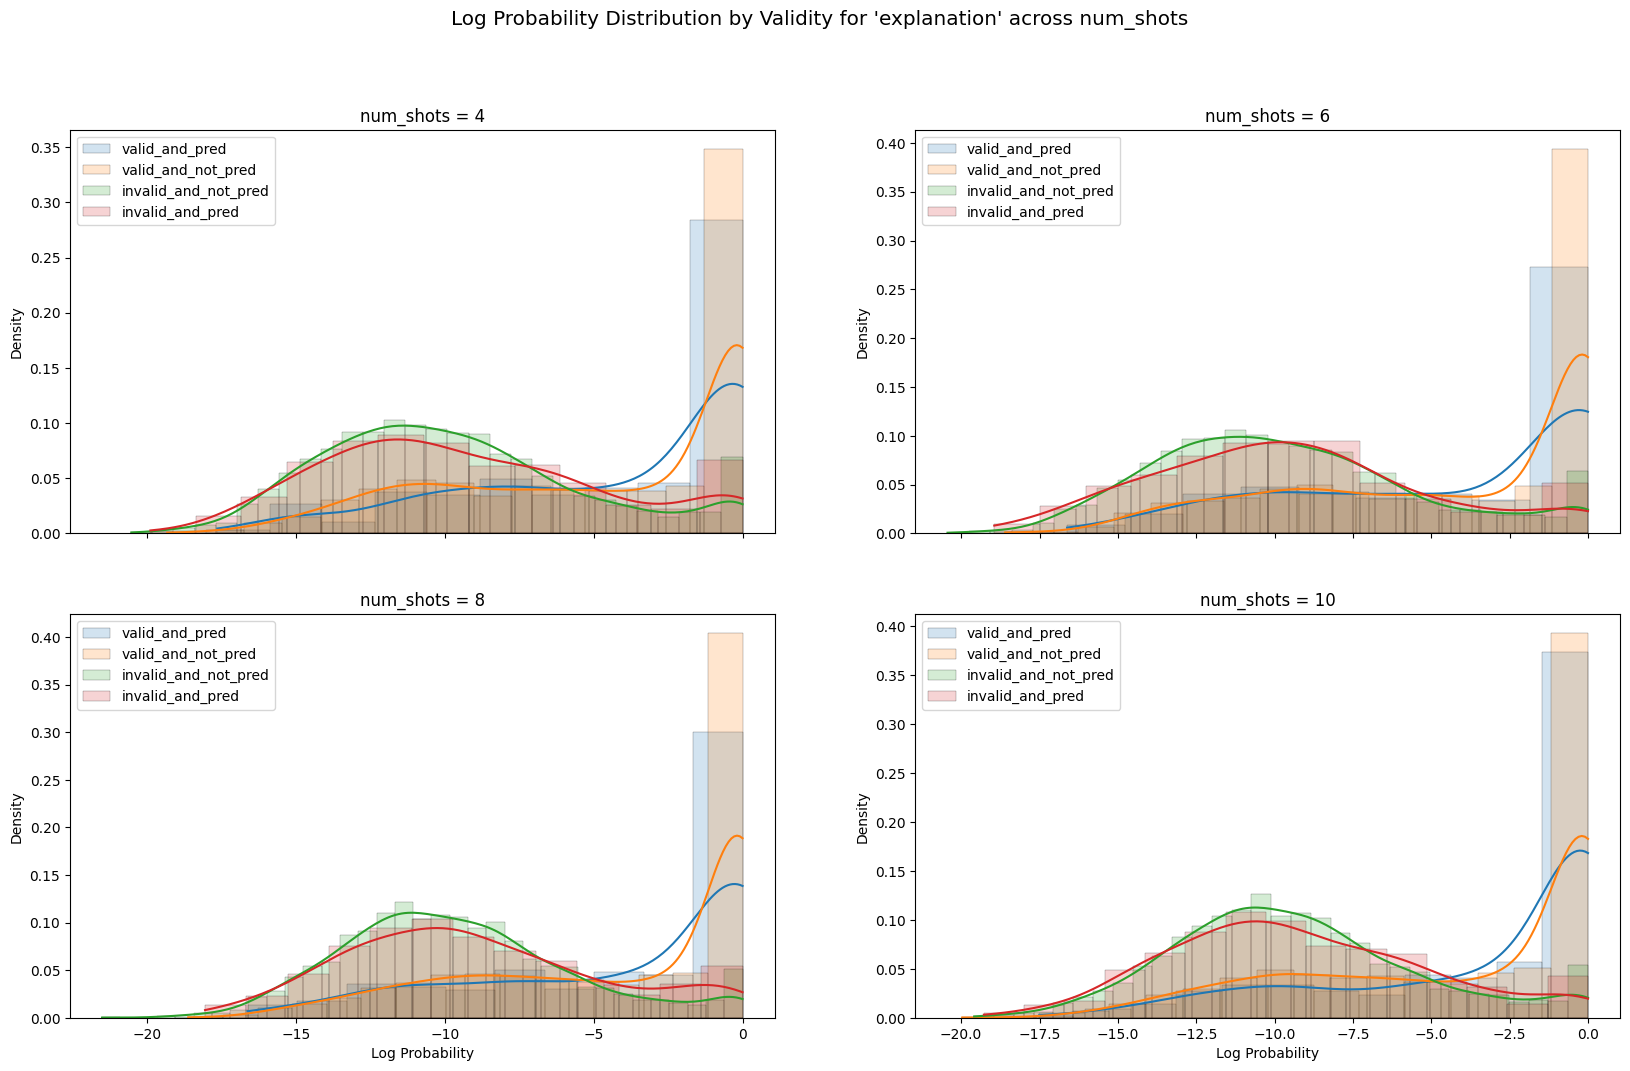 Log Probability Distribution by Validity for 'explanation' across num_shots
num_shots = 4
0.35
0.30
0.25
0.20
0.15
0.10
0.05
0.00
Density
valid_and_pred
valid_and_not_pred
invalid_and_not_pred
invalid_and_pred
num_shots = 6
0.40
0.35
0.30
0.25
0.20
0.15
0.10
0.05
0.00
Density
valid_and_pred
valid_and_not_pred
invalid_and_not_pred
invalid_and_pred
num_shots = 8
0.40
0.35
0.30
0.25
0.20
0.15
0.10
0.05
0.00
Density
valid_and_pred
valid_and_not_pred
invalid_and_not_pred
invalid_and_pred
−20 −15 −10 −5 0
Log Probability
num_shots = 10
0.40
0.35
0.30
0.25
0.20
0.15
0.10
0.05
0.00
Density
valid_and_pred
valid_and_not_pred
invalid_and_not_pred
invalid_and_pred
−20.0 −17.5 −15.0 −12.5 −10.0 −7.5 −5.0 −2.5 0.0
Log Probability